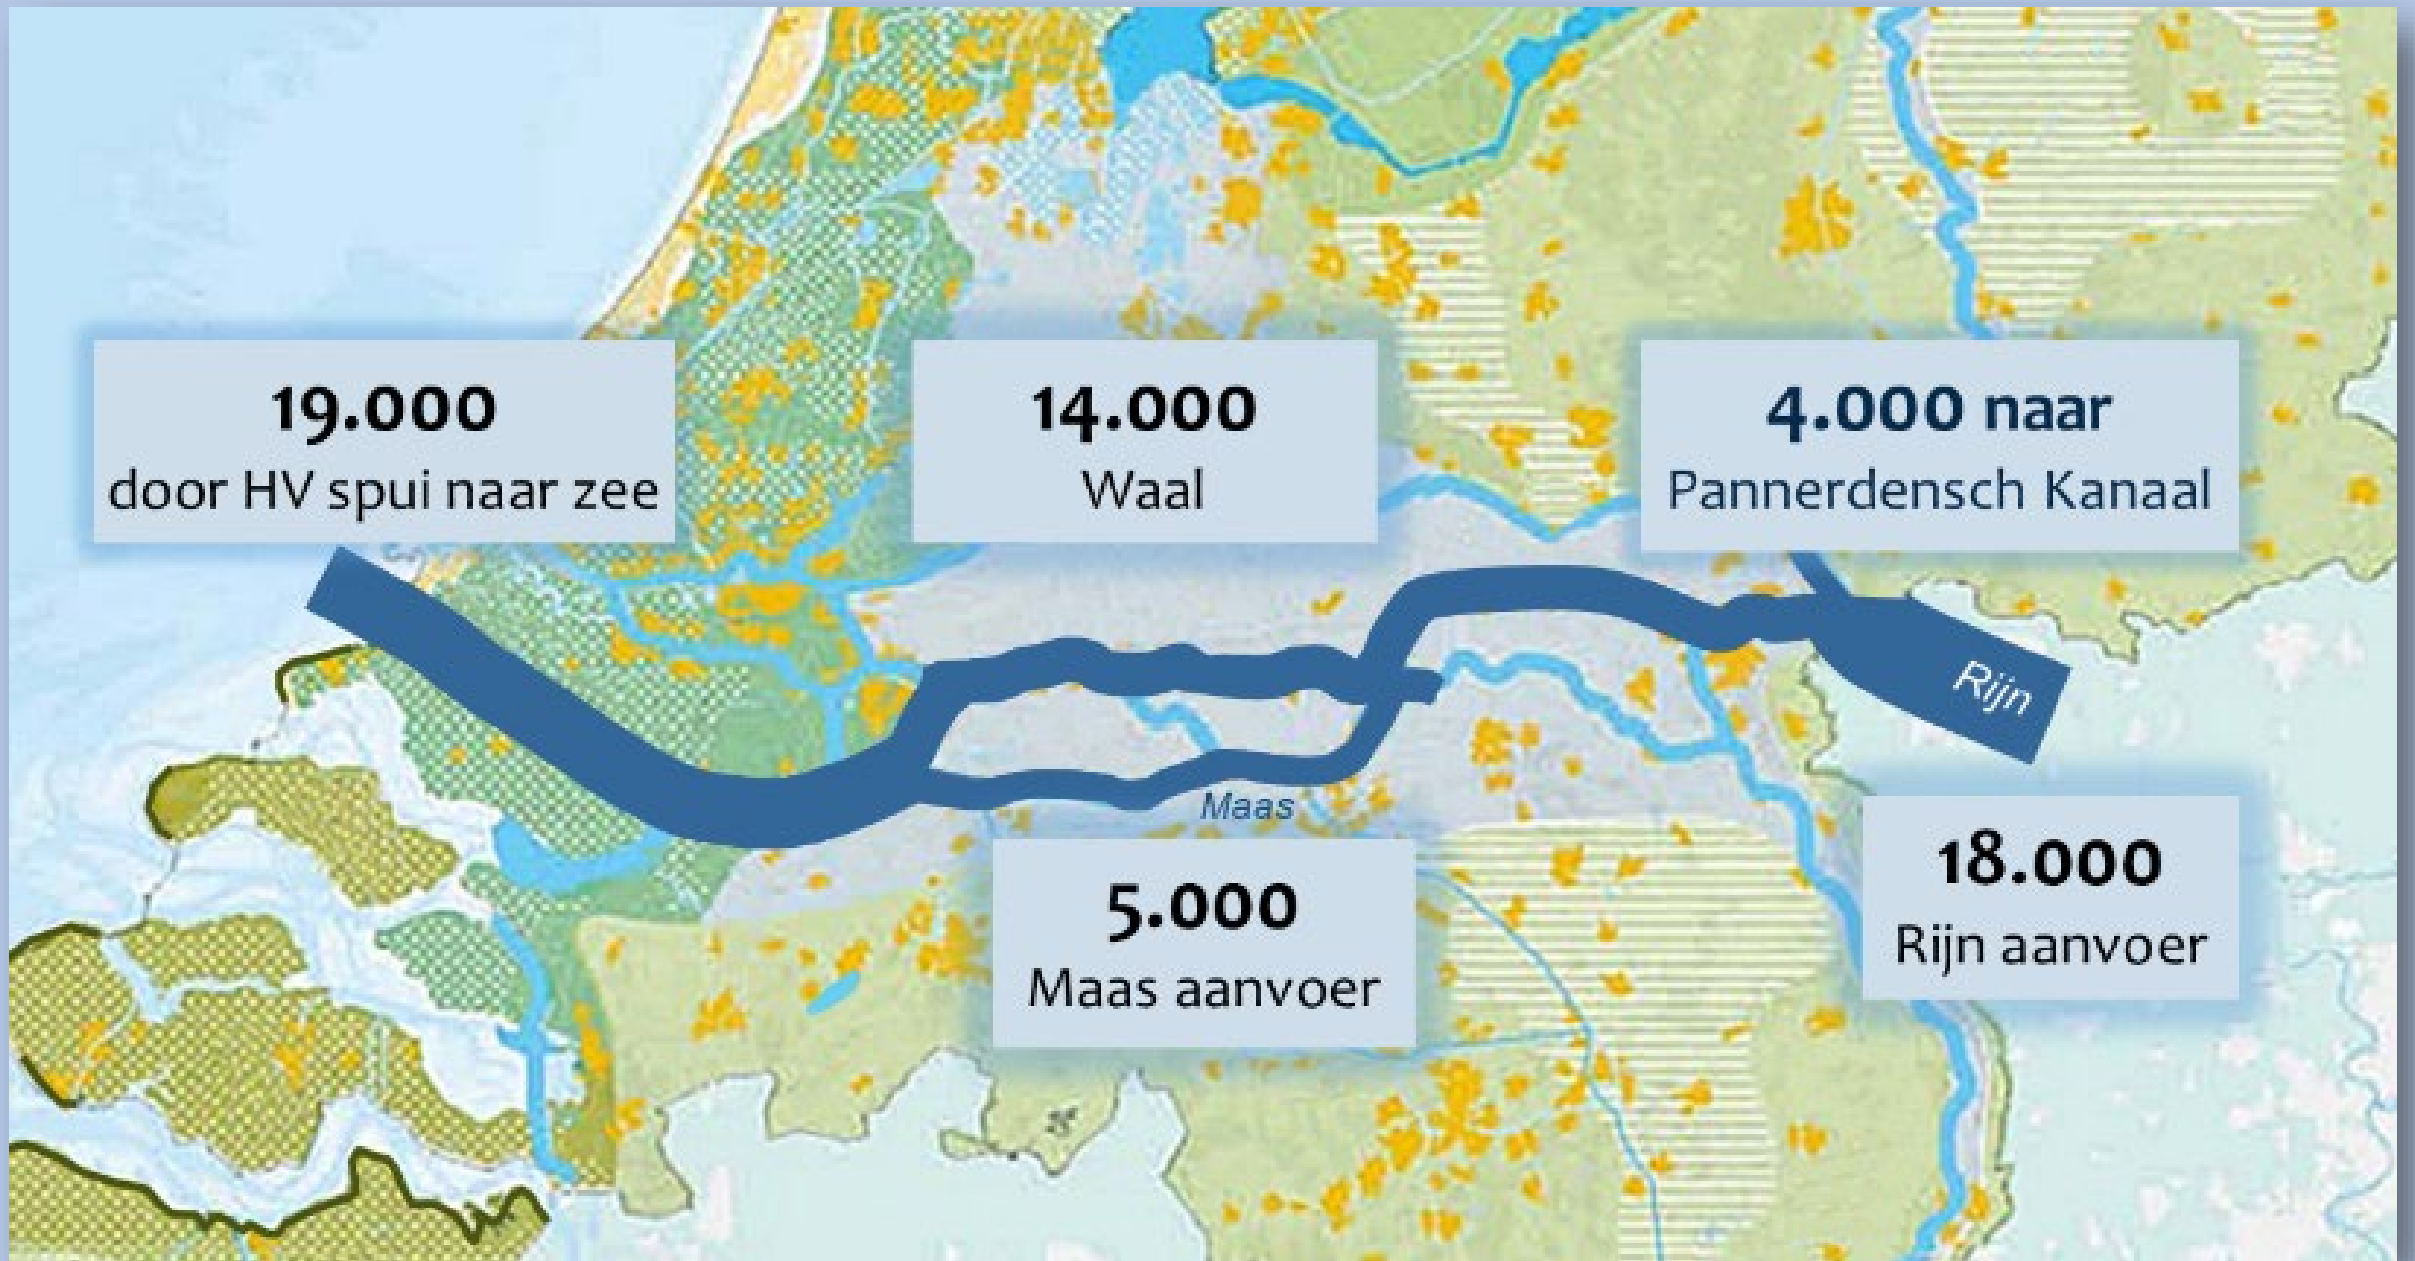 19.000
door HV spui naar zee
14.000
Waal
4.000 naar
Pannerdensch Kanaal
Rijn
Maas
5.000
Maas aanvoer
18.000
Rijn aanvoer